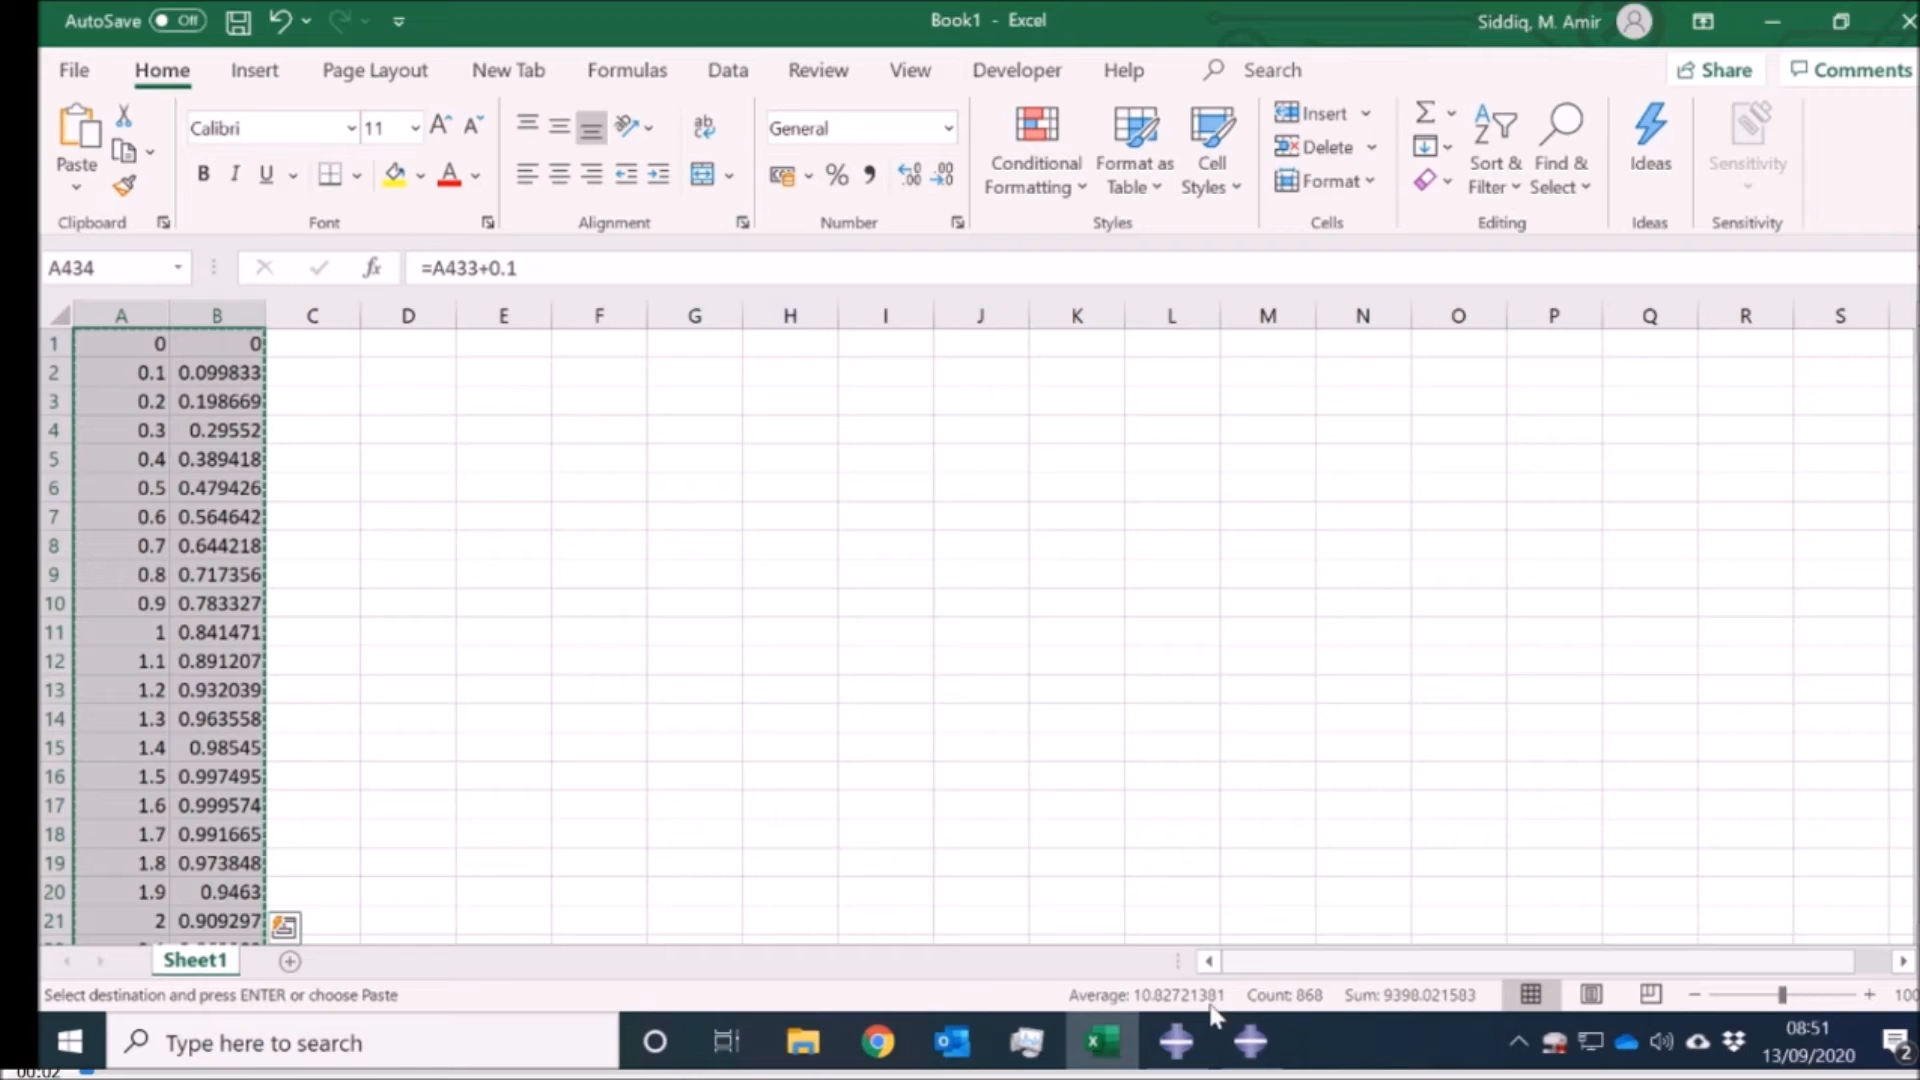 AutoSave Off Book1 - Excel Siddiq, M. Amir
File Home Insert Page Layout New Tab Formulas Data Review View Developer Help Search Share Comments
Calibri 11 General Insert
Paste Conditional Format as Cell Delete Sort & Find & Ideas Sensitivity
B I U % Formatting Table Styles Format Filter Select
Clipboard Font Alignment Number Styles Cells Editing Ideas Sensitivity
A434 fx =A433+0.1
A B C D E F G H I J K L M N O P Q R S
1 0 0
2 0.1 0.099833
3 0.2 0.198669
4 0.3 0.29552
5 0.4 0.389418
6 0.5 0.479426
7 0.6 0.564642
8 0.7 0.644218
9 0.8 0.717356
10 0.9 0.783327
11 1 0.841471
12 1.1 0.891207
13 1.2 0.932039
14 1.3 0.963558
15 1.4 0.98545
16 1.5 0.997495
17 1.6 0.999574
18 1.7 0.991665
19 1.8 0.973848
20 1.9 0.9463
21 2 0.909297
Sheet1
Select destination and press ENTER or choose Paste Average: 10.82721381 Count: 868 Sum: 9398.021583 100
Type here to search 08:51
13/09/2020 2
00:02